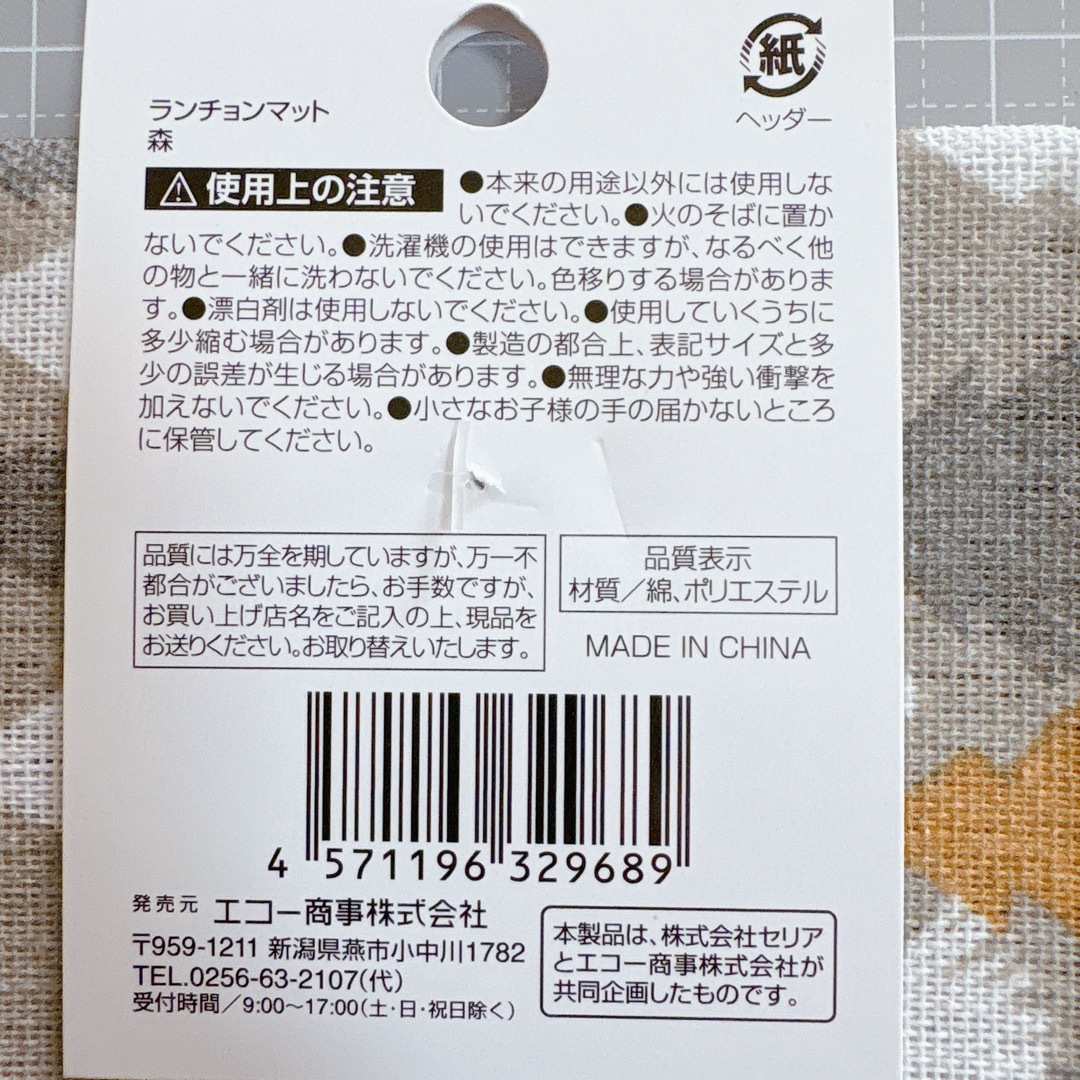 紙
ヘッダー
ランチョンマット
森
⚠使用上の注意
●本来の用途以外には使用しな
いでください。●火のそばに置か
ないでください。●洗濯機の使用はできますが、なるべく他
の物と一緒に洗わないでください。色移りする場合がありま
す。●漂白剤は使用しないでください。●使用していくうちに
多少縮む場合があります。●製造の都合上、表記サイズと多
少の誤差が生じる場合があります。●無理な力や強い衝撃を
加えないでください。●小さなお子様の手の届かないところ
に保管してください。
品質には万全を期していますが、万一不
都合がございましたら、お手数ですが、
お買い上げ店名をご記入の上、現品を
お送りください。お取り替えいたします。
品質表示
材質／綿、ポリエステル
MADE IN CHINA
4 571196 329689
発売元 エコー商事株式会社
〒959-1211 新潟県燕市小中川1782
TEL.0256-63-2107(代)
受付時間／9:00〜17:00(土・日・祝日除く)
本製品は、株式会社セリア
とエコー商事株式会社が
共同企画したものです。